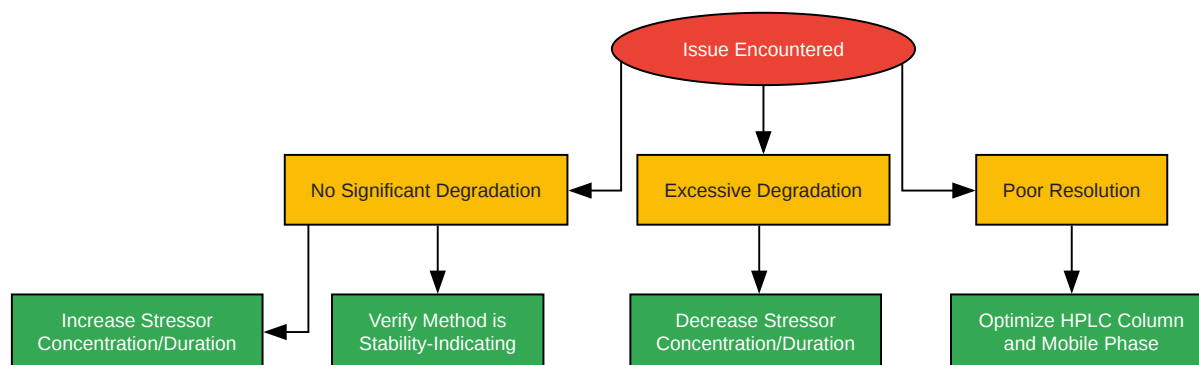 Issue Encountered
No Significant Degradation
Excessive Degradation
Poor Resolution
Increase Stressor
Concentration/Duration
Verify Method is
Stability-Indicating
Decrease Stressor
Concentration/Duration
Optimize HPLC Column
and Mobile Phase